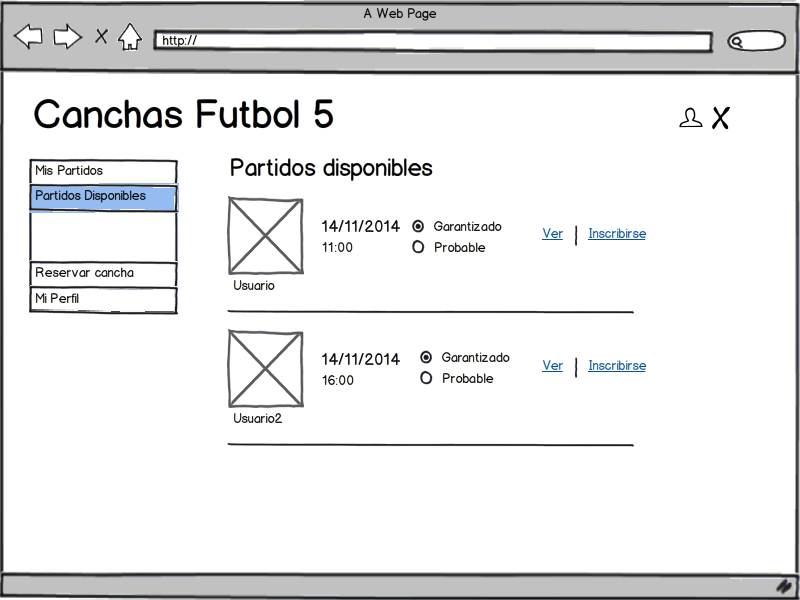 A Web Page
http://
Canchas Futbol 5
Mis Partidos
Partidos Disponibles
Reservar cancha
Mi Perfil
Partidos disponibles
14/11/2014 Garantizado
11:00 Probable
Ver | Inscribirse
Usuario
14/11/2014 Garantizado
16:00 Probable
Ver | Inscribirse
Usuario2